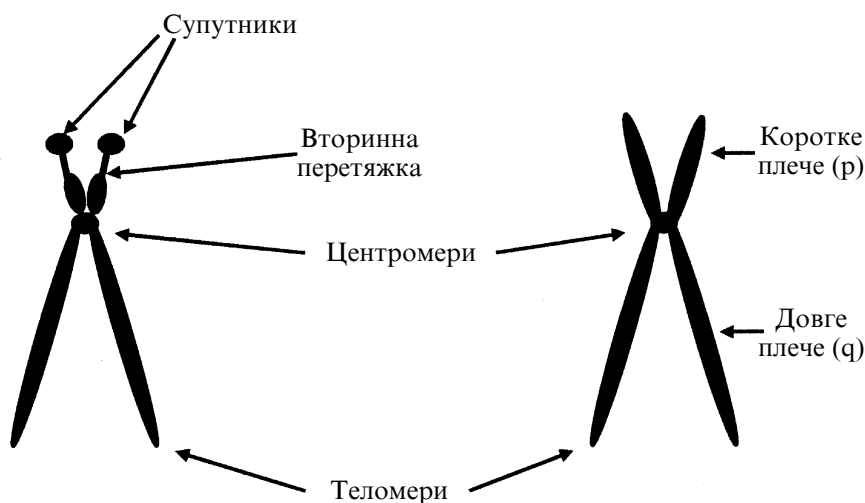 Супутники
Вторинна
перетяжка
Коротке
плече (p)
Центромери
Довге
плече (q)
Теломери